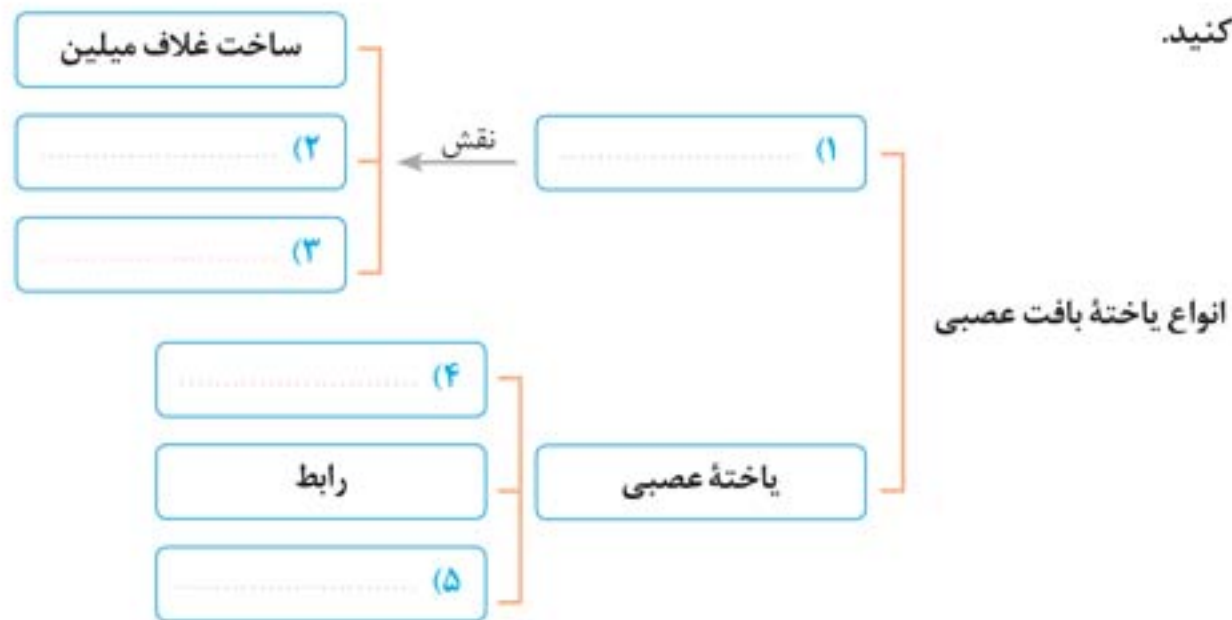 کنید.
ساخت غلاف میلین
۱) ........................
نقش
۲) ........................
۳) ........................
انواع یاختهٔ بافت عصبی
۴) ........................
یاختهٔ عصبی
رابط
۵) ........................